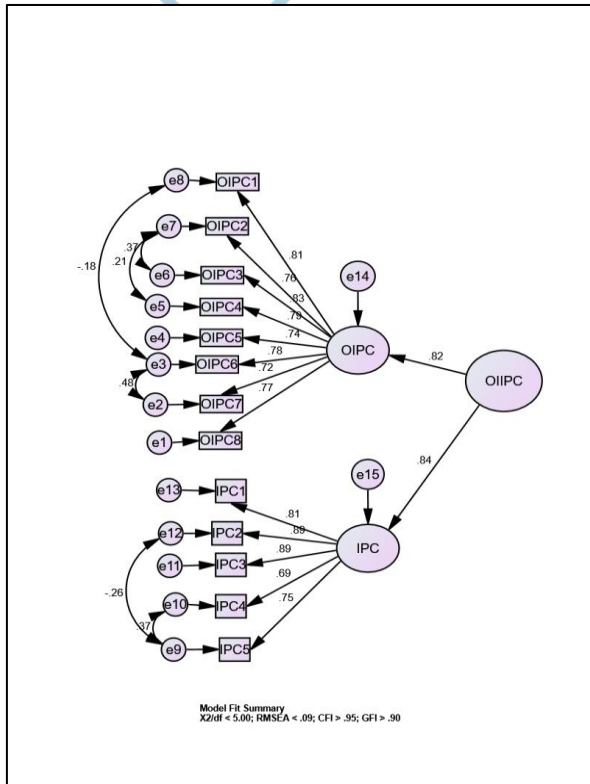 e8 OIPC1
e7 OIPC2
.37
.81
-.18
.21
.76
e6 OIPC3
e14
.83
e5 OIPC4
.79
e4 OIPC5
.74
OIPC
.82
e3 OIPC6
.78
.72
OIIPC
.48
e2 OIPC7
.77
e1 OIPC8
.84
e15
e13 IPC1
.81
e12 IPC2
.89
IPC
e11 IPC3
.89
-.26
.69
e10 IPC4
.75
.37
e9 IPC5
Model Fit Summary
X2/df < 5.00; RMSEA < .09; CFI > .95; GFI > .90